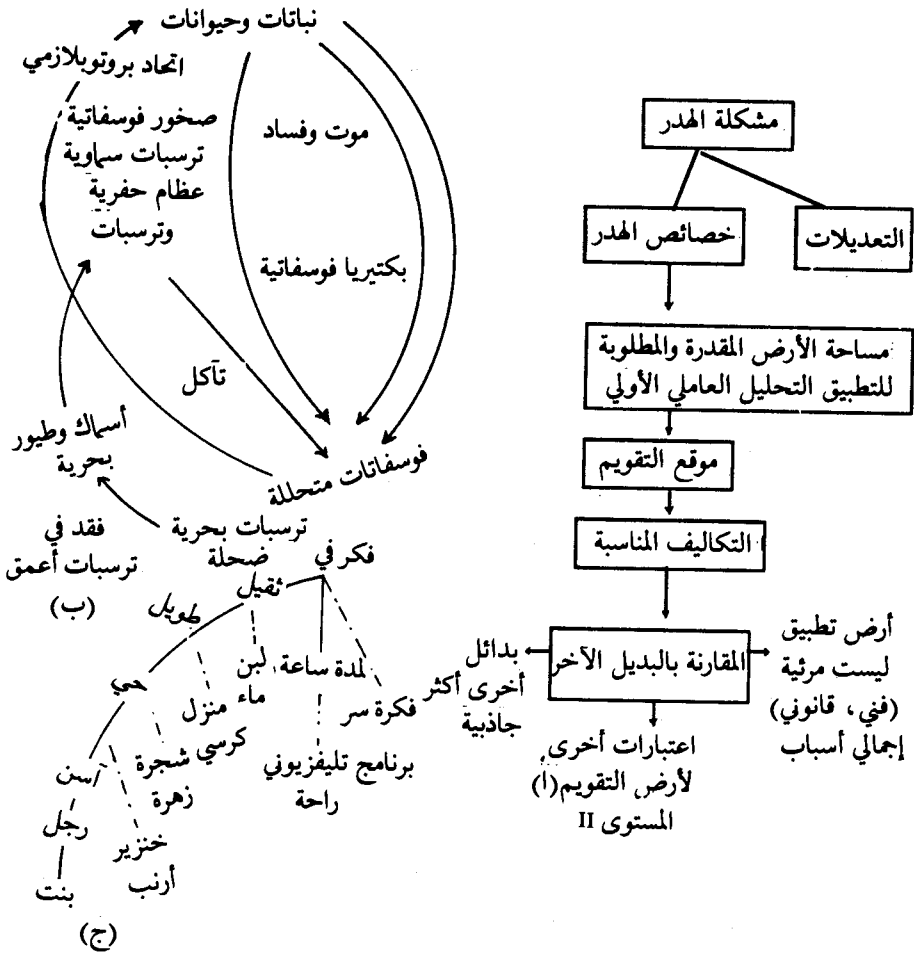 نباتات وحيوانات
اتحاد بروتوبلازمي
صخور فوسفاتية
ترسبات سماوية
عظام حفرية
وترسبات
موت وفساد
بكتيريا فوسفاتية
تآكل
أسماك وطيور
بحرية
فوسفاتات متحللة
ترسبات بحرية
ضحلة
فقد في
ترسبات أعمق
(ب)
مشكلة الهدر
خصائص الهدر
التعديلات
مساحة الأرض المقدرة والمطلوبة
للتطبيق التحليل العاملي الأولي
موقع التقويم
التكاليف المناسبة
المقارنة بالبديل الآخر
أرض تطبيق
ليست مرئية
(فني، قانوني)
إجمالي أسباب
بدائل
أخرى أكثر
جاذبية
اعتبارات أخرى
لأرض التقويم (أ)
المستوى II
فكر في
ثقيل
طويل
حي
سن
رجل
بنت
لمدة ساعة
فكرة سر
برنامج تليفزيوني
راحة
لبن
ماء
منزل
كرسي
شجرة
زهرة
خنزير
أرنب
(ج)